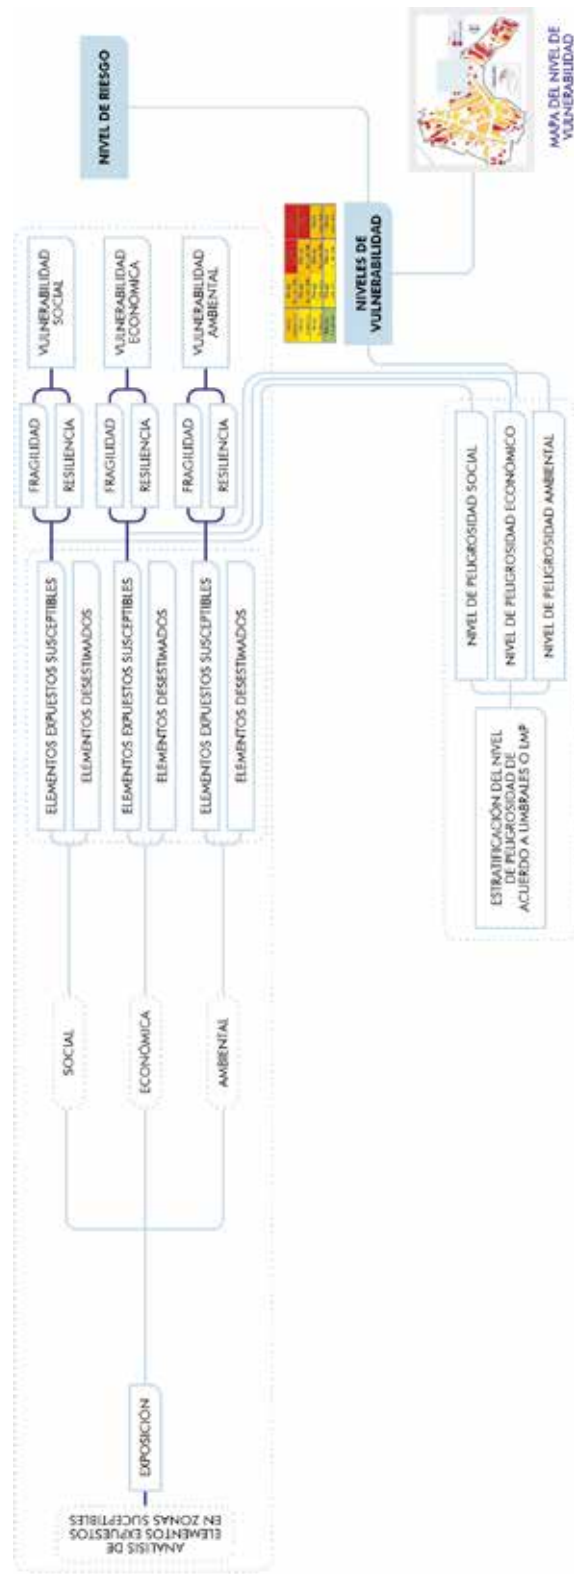 ANÁLISIS DE
ELEMENTOS EXPUESTOS
EN ZONAS SUCEPTIBLES
EXPOSICIÓN
SOCIAL
ECONÓMICA
AMBIENTAL
ELEMENTOS EXPUESTOS SUSCEPTIBLES
ELEMENTOS DESESTIMADOS
ELEMENTOS EXPUESTOS SUSCEPTIBLES
ELEMENTOS DESESTIMADOS
ELEMENTOS EXPUESTOS SUSCEPTIBLES
ELEMENTOS DESESTIMADOS
FRAGILIDAD
RESILIENCIA
FRAGILIDAD
RESILIENCIA
FRAGILIDAD
RESILIENCIA
VULNERABILIDAD
SOCIAL
VULNERABILIDAD
ECONÓMICA
VULNERABILIDAD
AMBIENTAL
NIVEL DE RIESGO
NIVELES DE
VULNERABILIDAD
MAPA DEL NIVEL DE
VULNERABILIDAD
ESTRATIFICACIÓN DEL NIVEL
DE PELIGROSIDAD DE
ACUERDO A UMBRALES O LMP
NIVEL DE PELIGROSIDAD SOCIAL
NIVEL DE PELIGROSIDAD ECONÓMICO
NIVEL DE PELIGROSIDAD AMBIENTAL